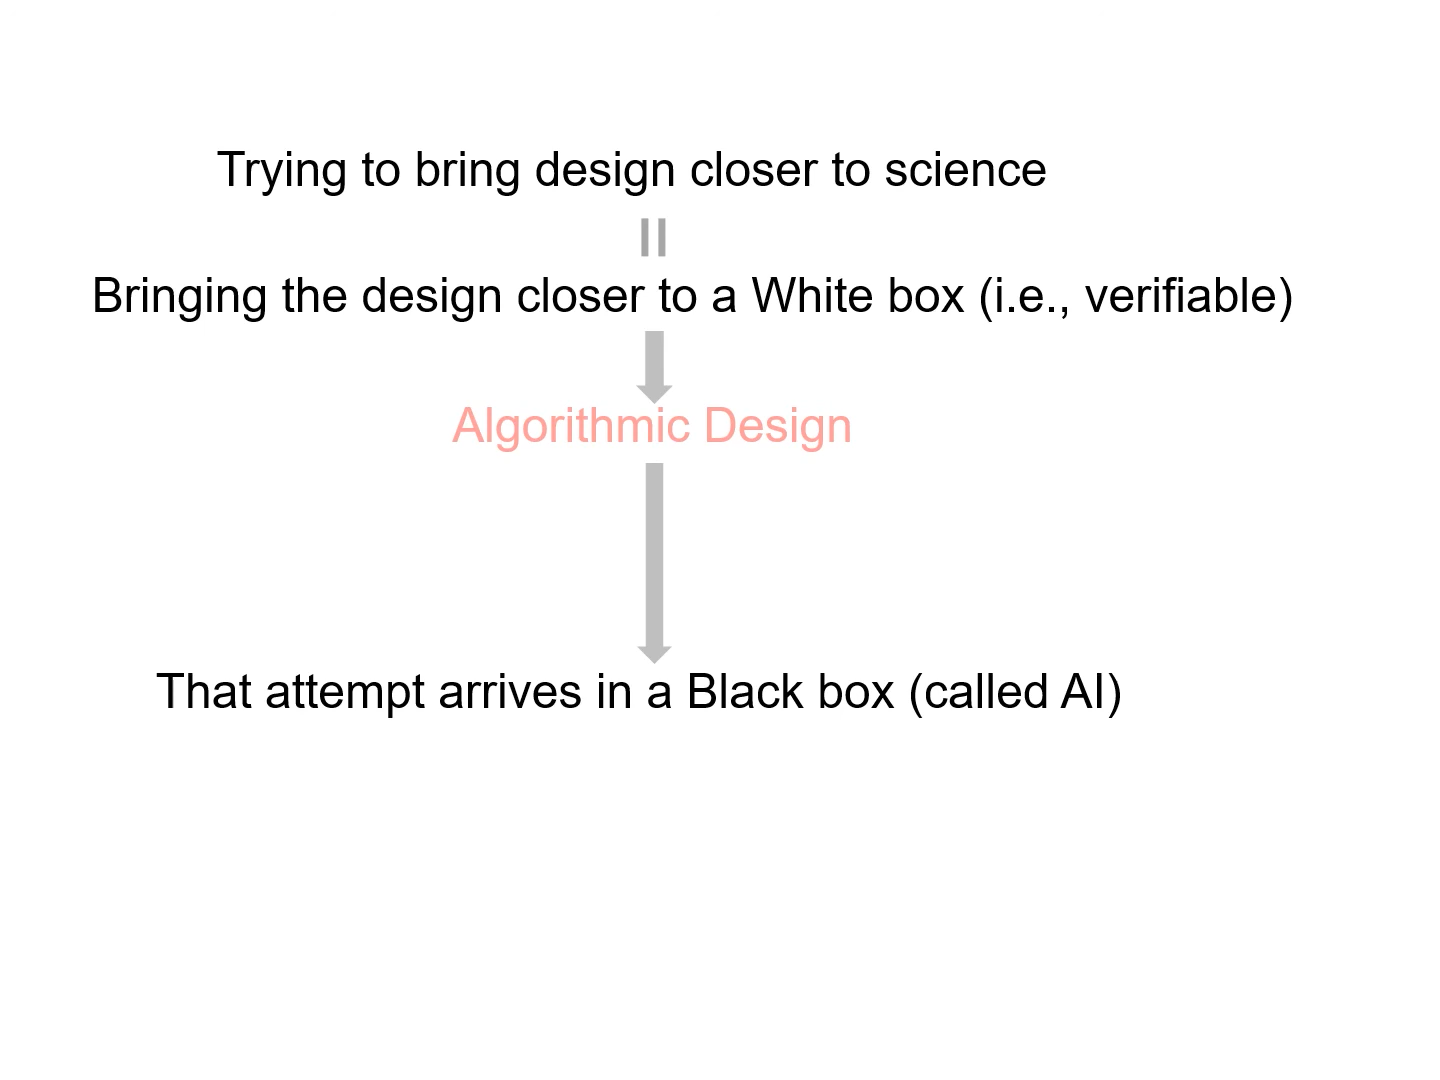 Trying to bring design closer to science
Bringing the design closer to a White box (i.e., verifiable)
Algorithmic Design
That attempt arrives in a Black box (called AI)